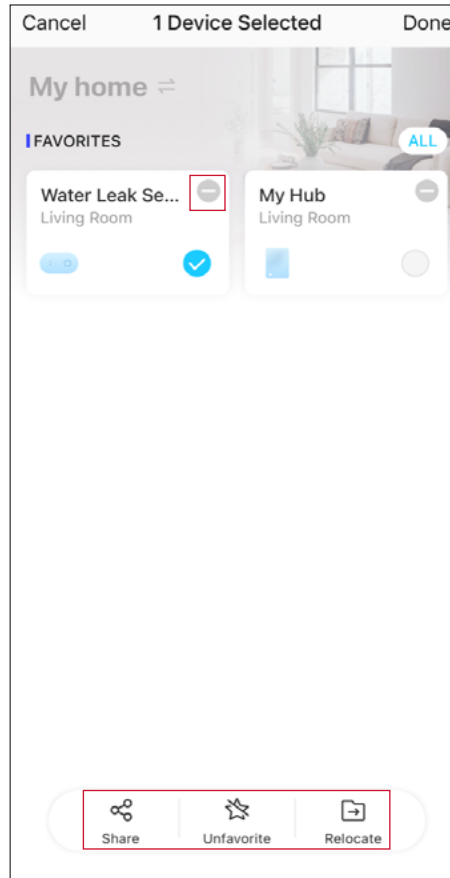 Cancel 1 Device Selected Done
My home
FAVORITES ALL
Water Leak Se... My Hub
Living Room Living Room
Share Unfavorite Relocate